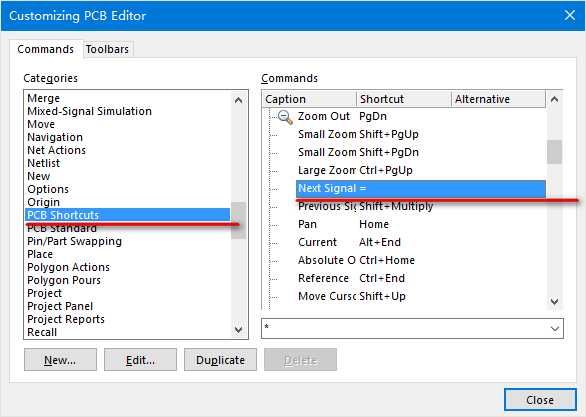 Customizing PCB Editor
Commands Toolbars
Categories
Merge
Mixed-Signal Simulation
Move
Navigation
Net Actions
Netlist
New
Options
Origin
PCB Shortcuts
PCB Standard
Pin/Part Swapping
Place
Polygon Actions
Polygon Pours
Project
Project Panel
Project Reports
Recall
Commands
Caption Shortcut Alternative
Zoom Out PgDn
Small Zoom Shift+PgUp
Small Zoom Shift+PgDn
Large Zoom Ctrl+PgUp
Next Signal =
Previous Sig Shift+Multiply
Pan Home
Current Alt+End
Absolute O Ctrl+Home
Reference Ctrl+End
Move Curso Shift+Up
*
New... Edit... Duplicate Delete
Close